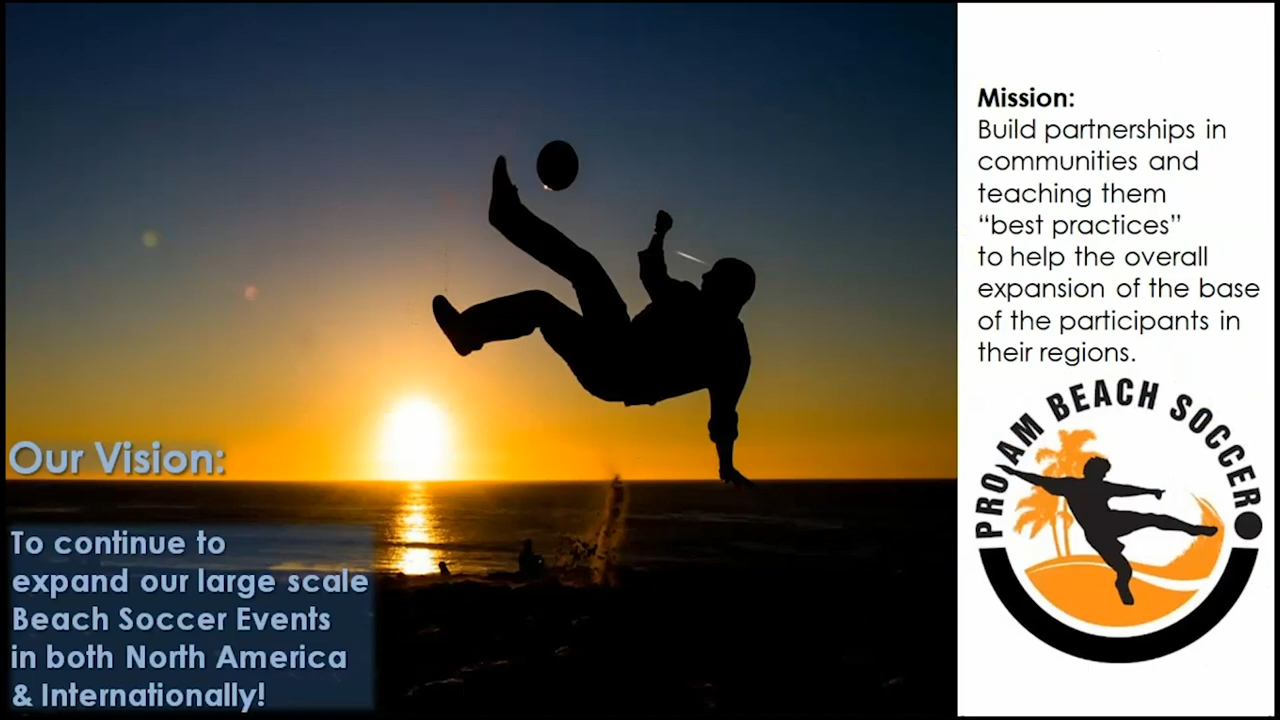 Our Vision:
To continue to
expand our large scale
Beach Soccer Events
in both North America
& Internationally!
Mission:
Build partnerships in
communities and
teaching them
“best practices”
to help the overall
expansion of the base
of the participants in
their regions.
PRO AM BEACH SOCCER